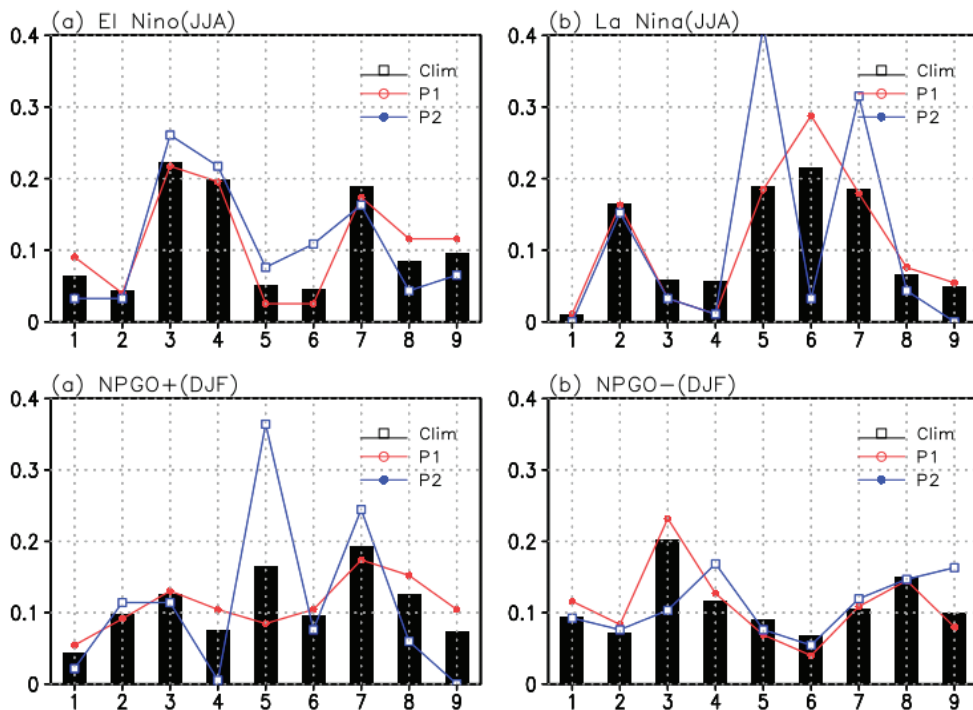 (a) El Nino(JJA)
0.4
0.3
0.2
0.1
0
Clim
P1
P2
1 2 3 4 5 6 7 8 9
(b) La Nina(JJA)
0.4
0.3
0.2
0.1
0
Clim
P1
P2
1 2 3 4 5 6 7 8 9
(a) NPGO+(DJF)
0.4
0.3
0.2
0.1
0
Clim
P1
P2
1 2 3 4 5 6 7 8 9
(b) NPGO−(DJF)
0.4
0.3
0.2
0.1
0
Clim
P1
P2
1 2 3 4 5 6 7 8 9